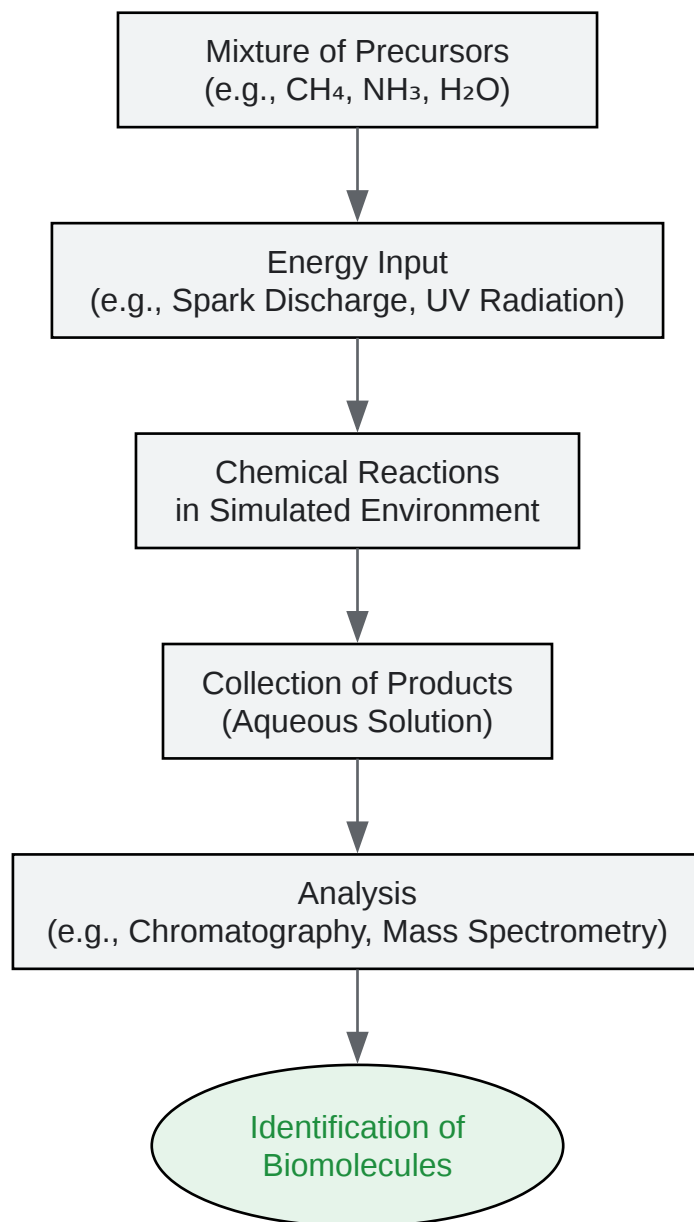 Mixture of Precursors
(e.g., CH₄, NH₃, H₂O)
Energy Input
(e.g., Spark Discharge, UV Radiation)
Chemical Reactions
in Simulated Environment
Collection of Products
(Aqueous Solution)
Analysis
(e.g., Chromatography, Mass Spectrometry)
Identification of
Biomolecules